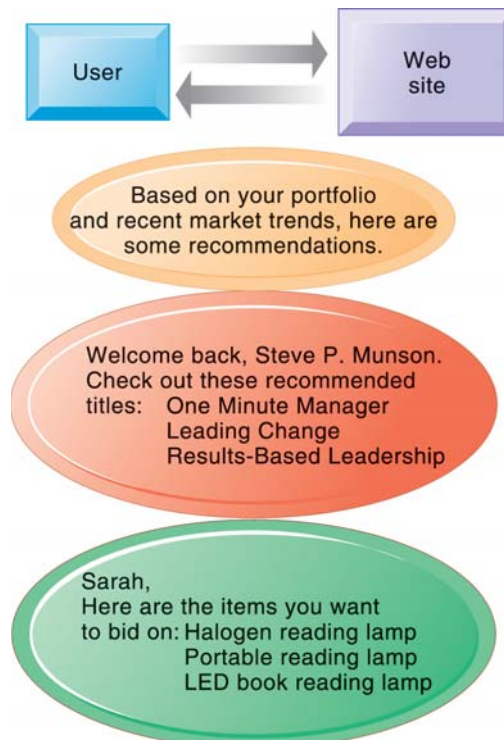 User
Web
site
Based on your portfolio
and recent market trends, here are
some recommendations.
Welcome back, Steve P. Munson.
Check out these recommended
titles: One Minute Manager
Leading Change
Results-Based Leadership
Sarah,
Here are the items you want
to bid on: Halogen reading lamp
Portable reading lamp
LED book reading lamp